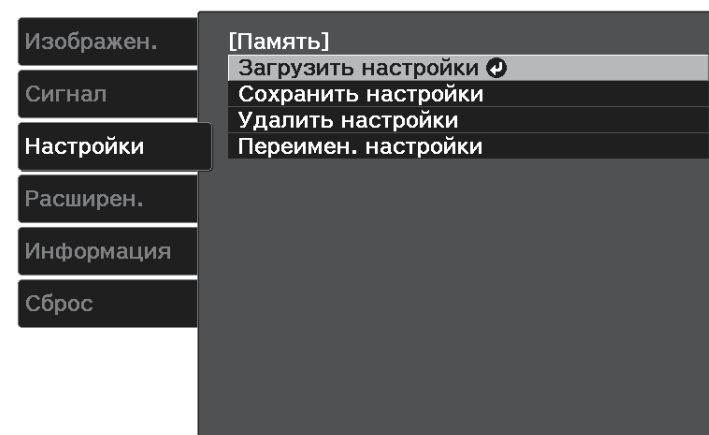 Изображен.
Сигнал
Настройки
Расширен.
Информация
Сброс
[Память]
Загрузить настройки
Сохранить настройки
Удалить настройки
Переимен. настройки